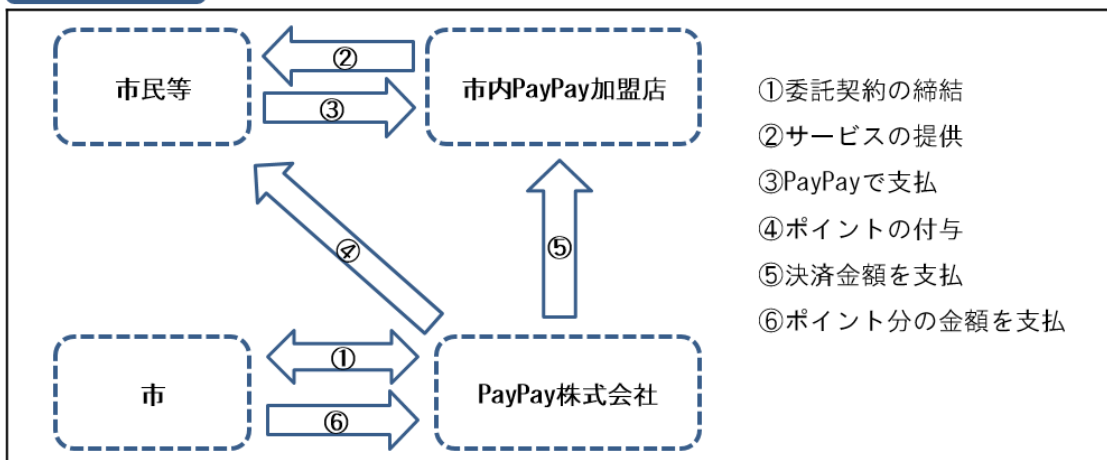 市民等
②
③
市内PayPay加盟店
④
⑤
市
①
⑥
PayPay株式会社
①委託契約の締結
②サービスの提供
③PayPayで支払
④ポイントの付与
⑤決済金額を支払
⑥ポイント分の金額を支払